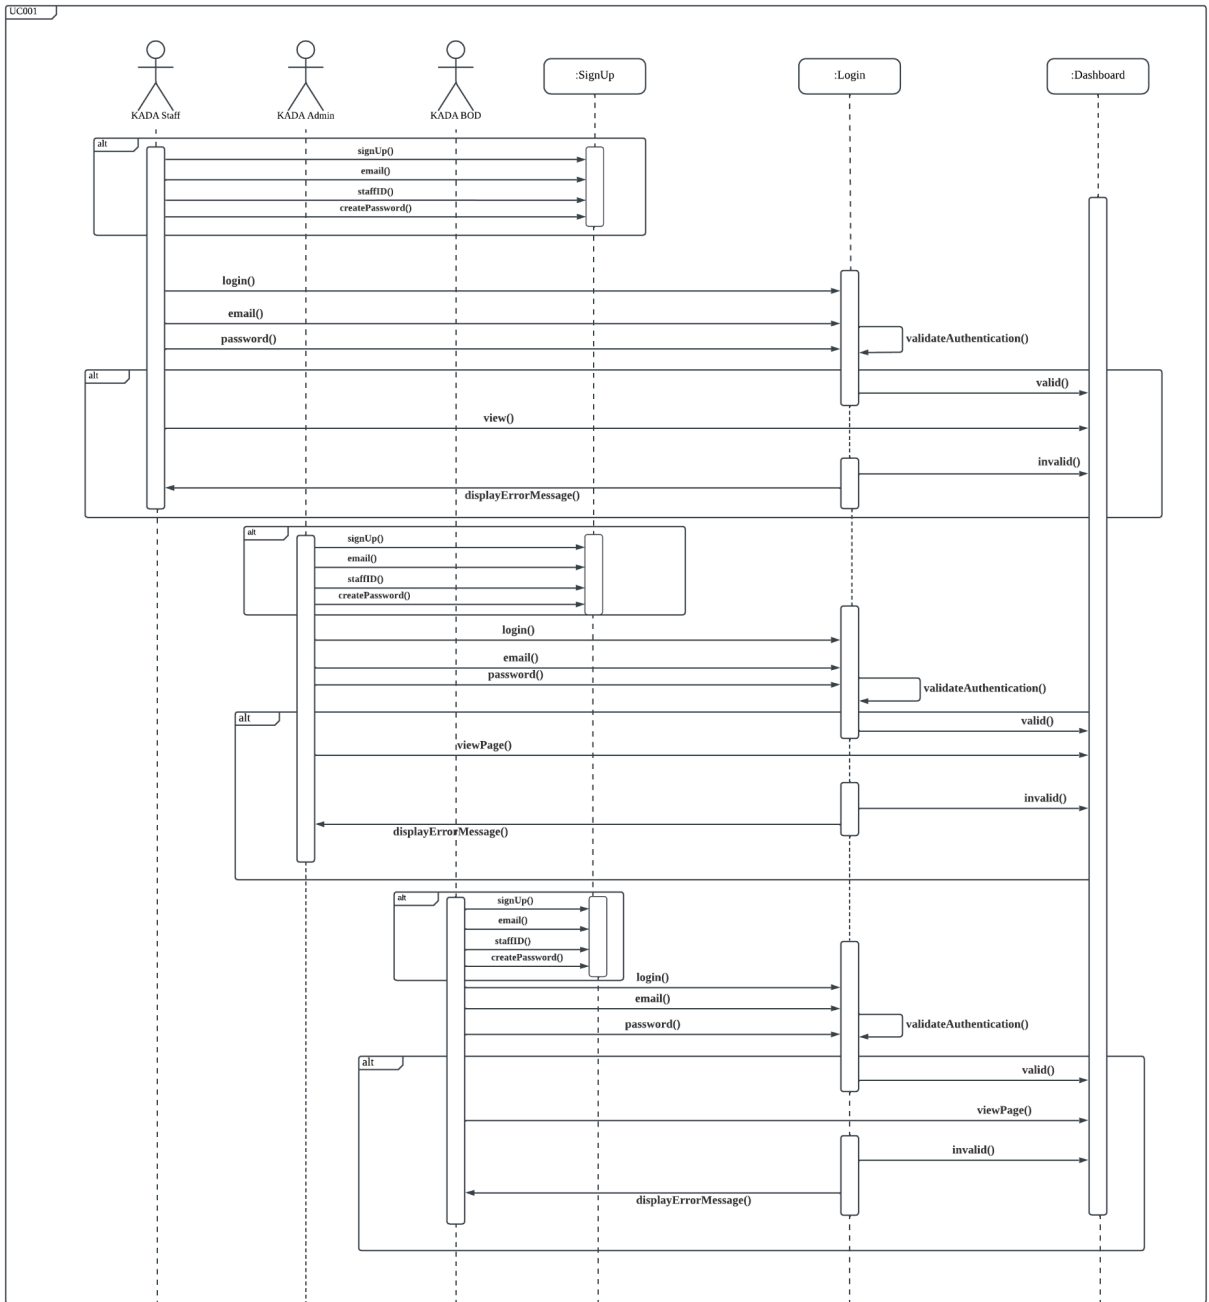 UC001
KADA Staff
KADA Admin
KADA BOD
:SignUp
:Login
:Dashboard
alt
signUp()
email()
staffID()
createPassword()
login()
email()
password()
validateAuthentication()
alt
valid()
view()
invalid()
displayErrorMessage()
alt
signUp()
email()
staffID()
createPassword()
login()
email()
password()
validateAuthentication()
alt
valid()
viewPage()
invalid()
displayErrorMessage()
alt
signUp()
email()
staffID()
createPassword()
login()
email()
password()
validateAuthentication()
alt
valid()
viewPage()
invalid()
displayErrorMessage()